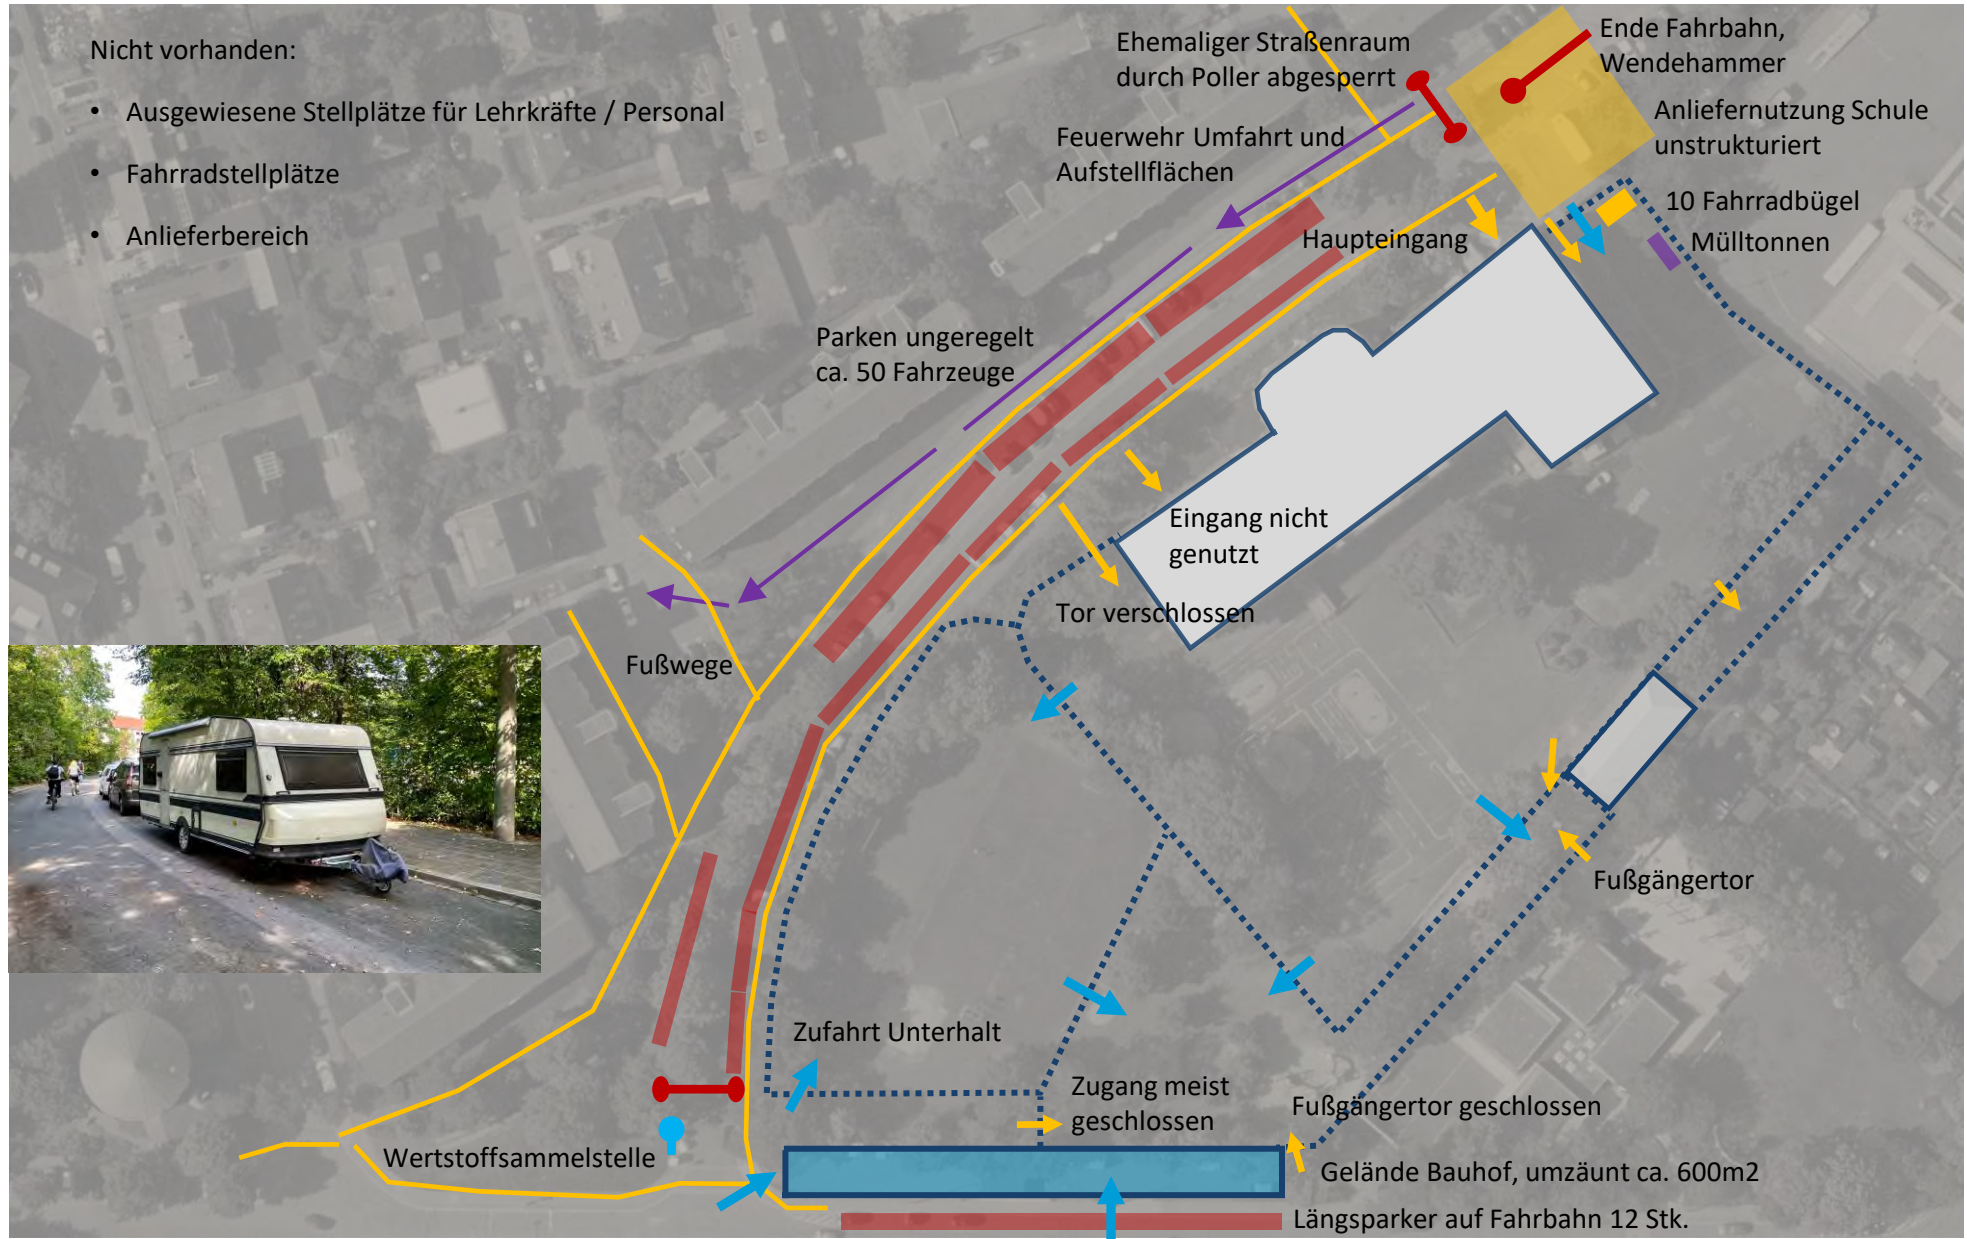 Nicht vorhanden:
• Ausgewiesene Stellplätze für Lehrkräfte / Personal
• Fahrradstellplätze
• Anlieferbereich
Ehemaliger Straßenraum
durch Poller abgesperrt
Ende Fahrbahn,
Wendehammer
Anliefernutzung Schule
unstrukturiert
Feuerwehr Umfahrt und
Aufstellflächen
10 Fahrradbügel
Mülltonnen
Haupteingang
Parken ungeregelt
ca. 50 Fahrzeuge
Eingang nicht
genutzt
Tor verschlossen
Fußwege
Fußgängertor
Zufahrt Unterhalt
Zugang meist
geschlossen
Fußgängertor geschlossen
Wertstoffsammelstelle
Gelände Bauhof, umzäunt ca. 600m2
Längsparker auf Fahrbahn 12 Stk.